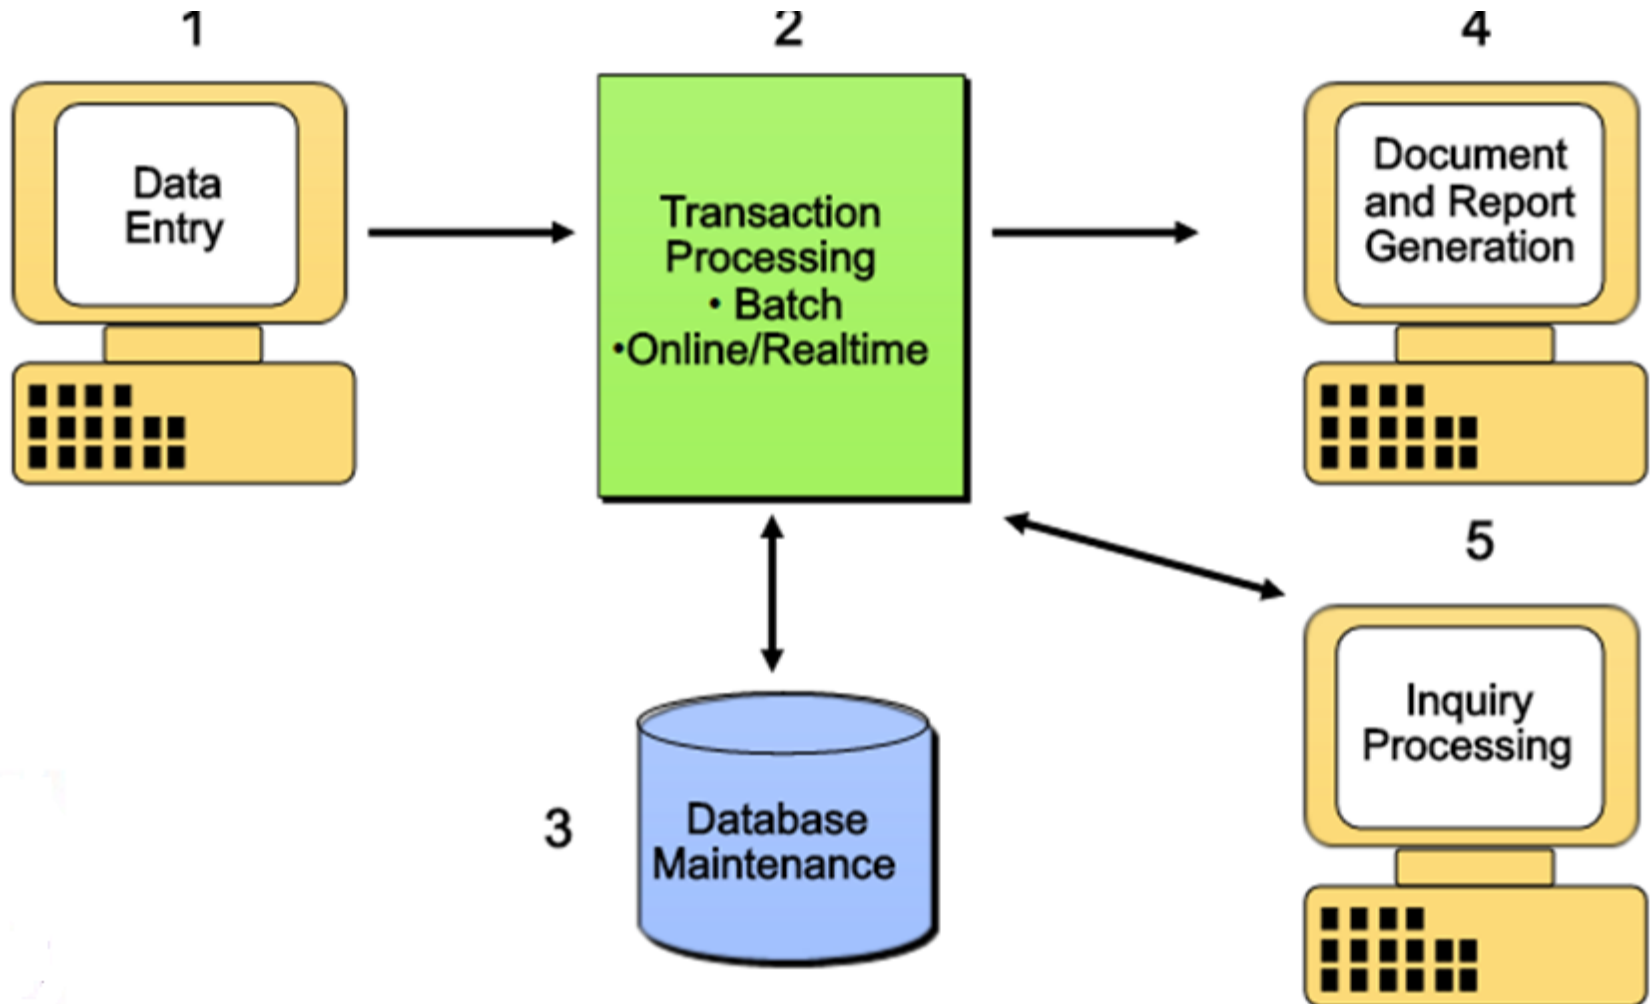 1
Data
Entry
2
Transaction
Processing
• Batch
•Online/Realtime
3
Database
Maintenance
4
Document
and Report
Generation
5
Inquiry
Processing